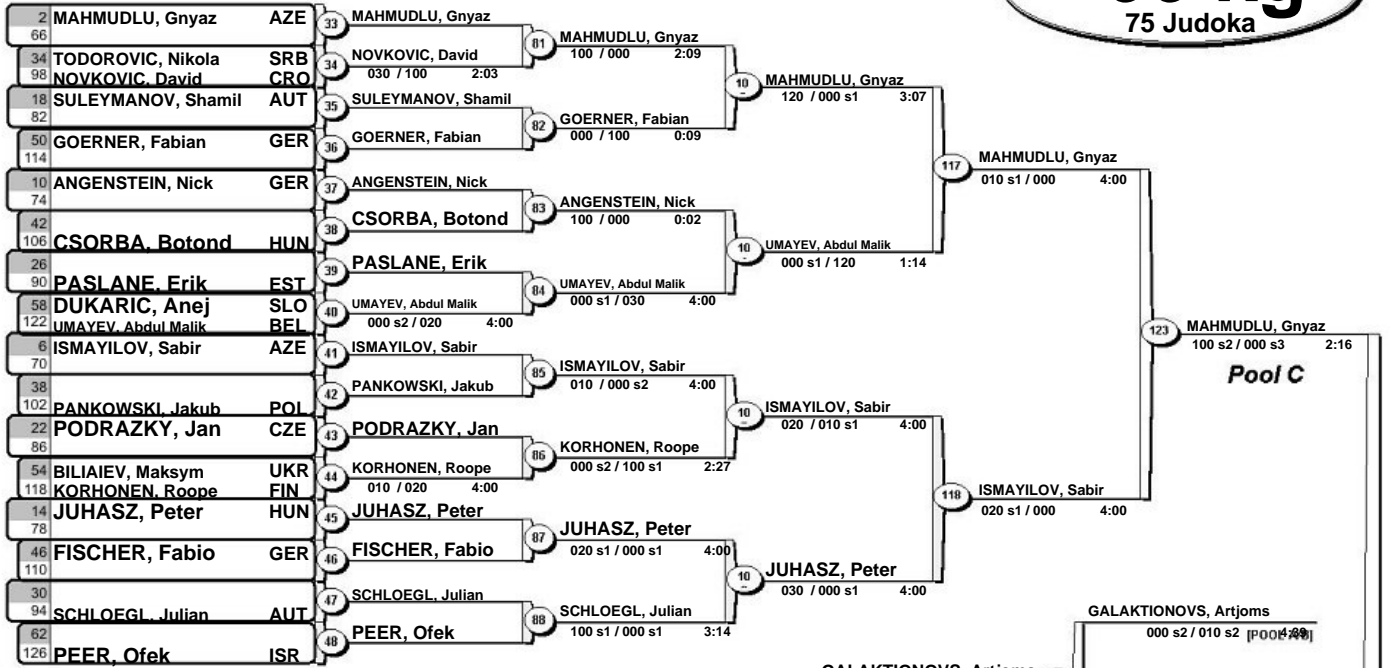 75 Judoka
2 MAHMUDLU, Gnyaz AZE
66
34 TODOROVIC, Nikola SRB
98 NOVKOVIC, David CRO
18 SULEYMANOV, Shamil AUT
82
50 GOERNER, Fabian GER
114
10 ANGENSTEIN, Nick GER
74
42
106 CSORBA, Botond HUN
26
90 PASLANE, Erik EST
58 DUKARIC, Anej SLO
122 UMAYEV, Abdul Malik BEL
6 ISMAYILOV, Sabir AZE
70
38
102 PANKOWSKI, Jakub POL
22 PODRAZKY, Jan CZE
86
54 BILIAIEV, Maksym UKR
118 KORHONEN, Roope FIN
14 JUHASZ, Peter HUN
78
46 FISCHER, Fabio GER
110
30
94 SCHLOEGL, Julian AUT
62
126 PEER, Ofek ISR
33 MAHMUDLU, Gnyaz
34 NOVKOVIC, David
030 / 100 2:03
35 SULEYMANOV, Shamil
36 GOERNER, Fabian
37 ANGENSTEIN, Nick
38 CSORBA, Botond
39 PASLANE, Erik
40 UMAYEV, Abdul Malik
000 s2 / 020 4:00
41 ISMAYILOV, Sabir
42 PANKOWSKI, Jakub
43 PODRAZKY, Jan
44 KORHONEN, Roope
010 / 020 4:00
45 JUHASZ, Peter
46 FISCHER, Fabio
47 SCHLOEGL, Julian
48 PEER, Ofek
81 MAHMUDLU, Gnyaz
100 / 000 2:09
82 GOERNER, Fabian
000 / 100 0:09
83 ANGENSTEIN, Nick
100 / 000 0:02
84 UMAYEV, Abdul Malik
000 s1 / 030 4:00
85 ISMAYILOV, Sabir
010 / 000 s2 4:00
86 KORHONEN, Roope
000 s2 / 100 s1 2:27
87 JUHASZ, Peter
020 s1 / 000 s1 4:00
88 SCHLOEGL, Julian
100 s1 / 000 s1 3:14
10 MAHMUDLU, Gnyaz
120 / 000 s1 3:07
10 UMAYEV, Abdul Malik
000 s1 / 120 1:14
10 ISMAYILOV, Sabir
020 / 010 s1 4:00
10 JUHASZ, Peter
030 / 000 s1 4:00
117 MAHMUDLU, Gnyaz
010 s1 / 000 4:00
118 ISMAYILOV, Sabir
020 s1 / 000 4:00
123 MAHMUDLU, Gnyaz
100 s2 / 000 s3 2:16
Pool C
GALAKTIONOVS, Artjoms
000 s2 / 010 s2